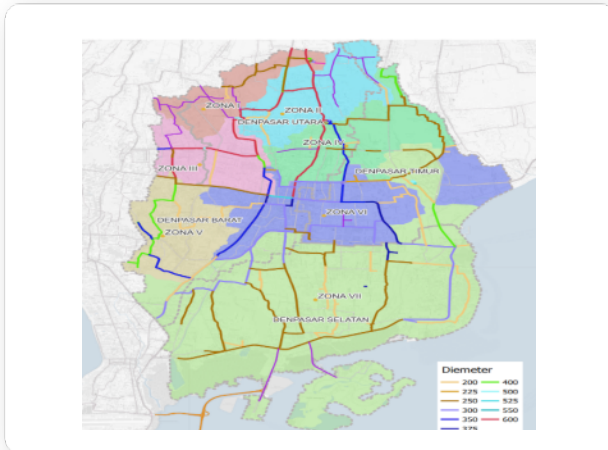 ZONA I
ZONA II
DENPASAR UTARA
ZONA IV
ZONA III
DENPASAR TIMUR
ZONA VI
DENPASAR BARAT
ZONA V
ZONA VII
DENPASAR SELATAN
Diemeter
200 400
225 500
250 525
300 550
350 600
375